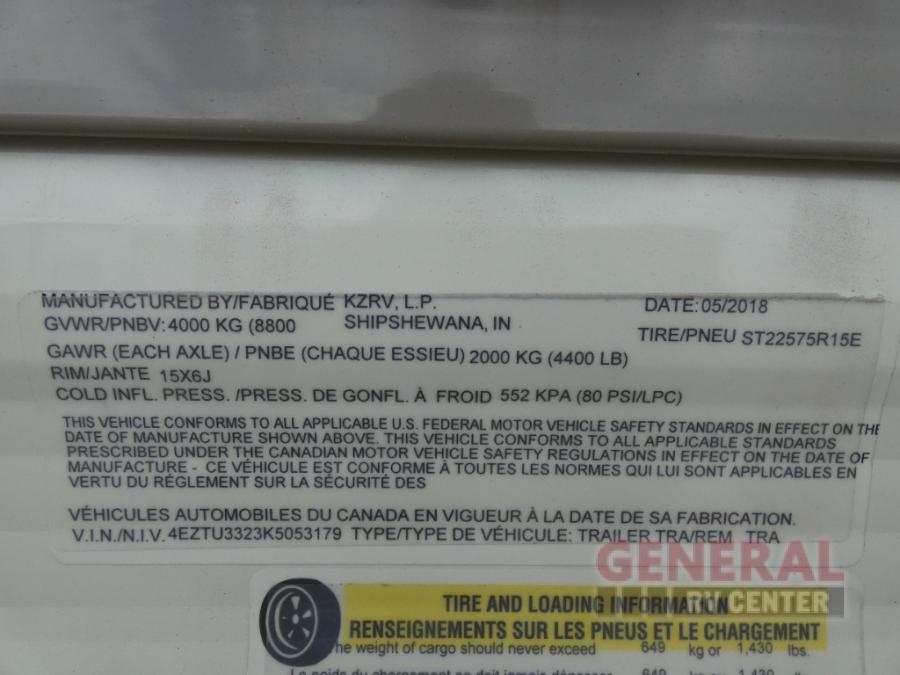 MANUFACTURED BY/FABRIQUÉ KZRV, L.P. DATE: 05/2018
GVWR/PNBV: 4000 KG (8800 SHIPSHEWANA, IN TIRE/PNEU ST22575R15E
GAWR (EACH AXLE) / PNBE (CHAQUE ESSIEU) 2000 KG (4400 LB)
RIM/JANTE 15X6J
COLD INFL. PRESS. /PRESS. DE GONFL. À FROID 552 KPA (80 PSI/LPC)
THIS VEHICLE CONFORMS TO ALL APPLICABLE U.S. FEDERAL MOTOR VEHICLE SAFETY STANDARDS IN EFFECT ON THE
DATE OF MANUFACTURE SHOWN ABOVE. THIS VEHICLE CONFORMS TO ALL APPLICABLE STANDARDS
PRESCRIBED UNDER THE CANADIAN MOTOR VEHICLE SAFETY REGULATIONS IN EFFECT ON THE DATE OF
MANUFACTURE - CE VÉHICULE EST CONFORME À TOUTES LES NORMES QUI LUI SONT APPLICABLES EN
VERTU DU RÉGLEMENT SUR LA SÉCURITÉ DES
VÉHICULES AUTOMOBILES DU CANADA EN VIGUEUR À LA DATE DE SA FABRICATION.
V.I.N./N.I.V. 4EZTU3323K5053179 TYPE/TYPE DE VÉHICULE: TRAILER TRA/REM TRA
GENERAL
RV CENTER
TIRE AND LOADING INFORMATION
RENSEIGNEMENTS SUR LES PNEUS ET LE CHARGEMENT
The weight of cargo should never exceed 649 kg or 1,430 lbs.